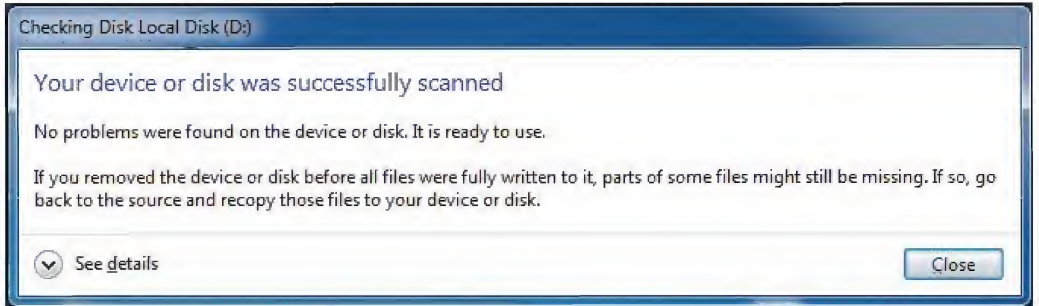 Checking Disk Local Disk (D:)
Your device or disk was successfully scanned
No problems were found on the device or disk. It is ready to use.
If you removed the device or disk before all files were fully written to it, parts of some files might still be missing. If so, go
back to the source and recopy those files to your device or disk.
See details
Close